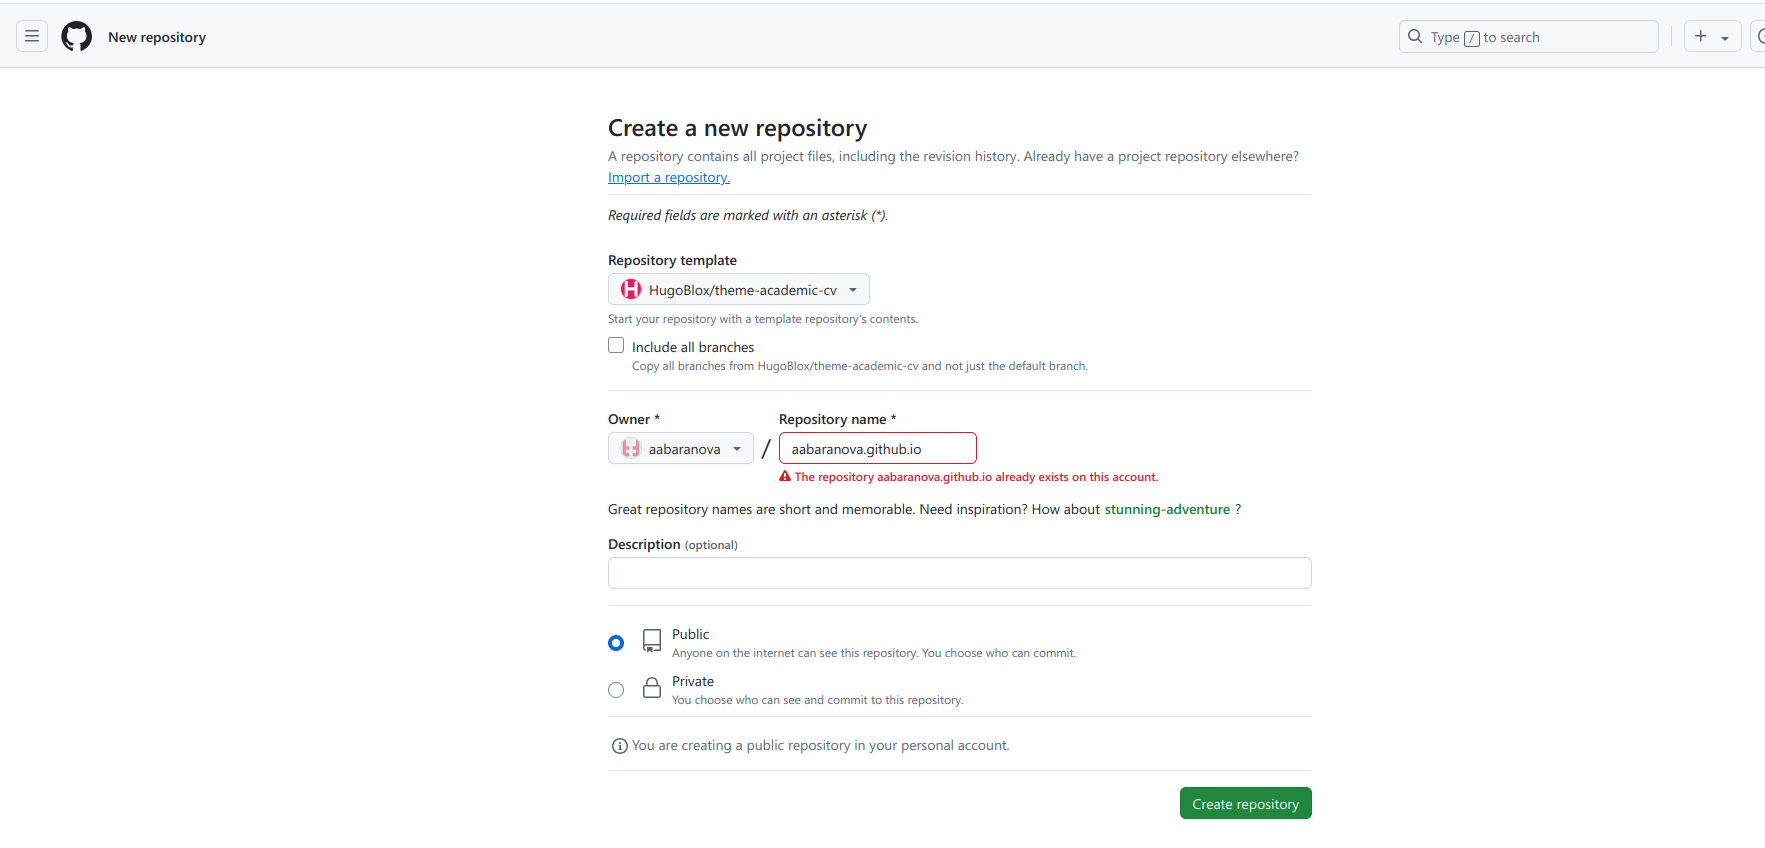 New repository
Type / to search
Create a new repository
A repository contains all project files, including the revision history. Already have a project repository elsewhere?
Import a repository.
Required fields are marked with an asterisk (*).
Repository template
HugoBlox/theme-academic-cv
Start your repository with a template repository's contents.
Include all branches
Copy all branches from HugoBlox/theme-academic-cv and not just the default branch.
Owner * Repository name *
aabaranova / aabaranova.github.io
The repository aabaranova.github.io already exists on this account.
Great repository names are short and memorable. Need inspiration? How about stunning-adventure ?
Description (optional)
Public
Anyone on the internet can see this repository. You choose who can commit.
Private
You choose who can see and commit to this repository.
You are creating a public repository in your personal account.
Create repository